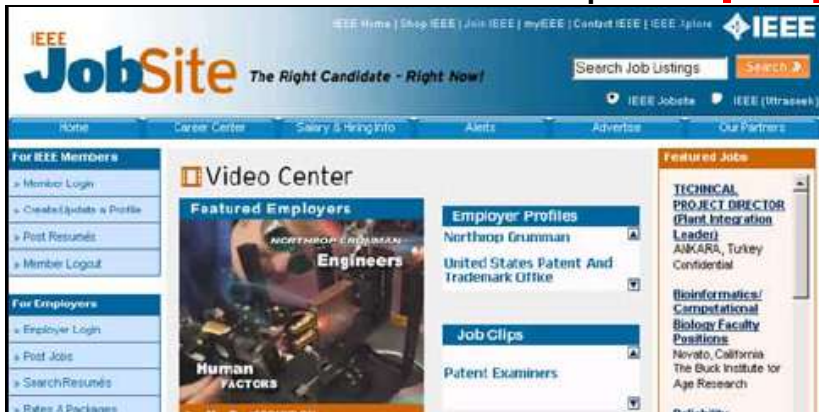 IEEE Home | Shop IEEE | Join IEEE | myIEEE | Contact IEEE | IEEE Xplore
IEEE
IEEE
JobSite
The Right Candidate - Right Now!
Search Job Listings
Search
IEEE Jobsite
IEEE (Ultraseek)
Home
Career Center
Salary & Hiring Info
Alerts
Advertise
Our Partners
For IEEE Members
» Member Login
» Create/Update a Profile
» Post Resumés
» Member Logout
For Employers
» Employer Login
» Post Jobs
» Search Resumés
» Rates & Packages
Video Center
Featured Employers
NORTHROP GRUMMAN
Engineers
Human
FACTORS
Employer Profiles
Northrop Grumman
United States Patent And
Trademark Office
Job Clips
Patent Examiners
Featured Jobs
TECHNICAL
PROJECT DIRECTOR
(Plant Integration
Leader)
ANKARA, Turkey
Confidential
Bioinformatics/
Computational
Biology Faculty
Positions
Novato, California
The Buck Institute for
Age Research